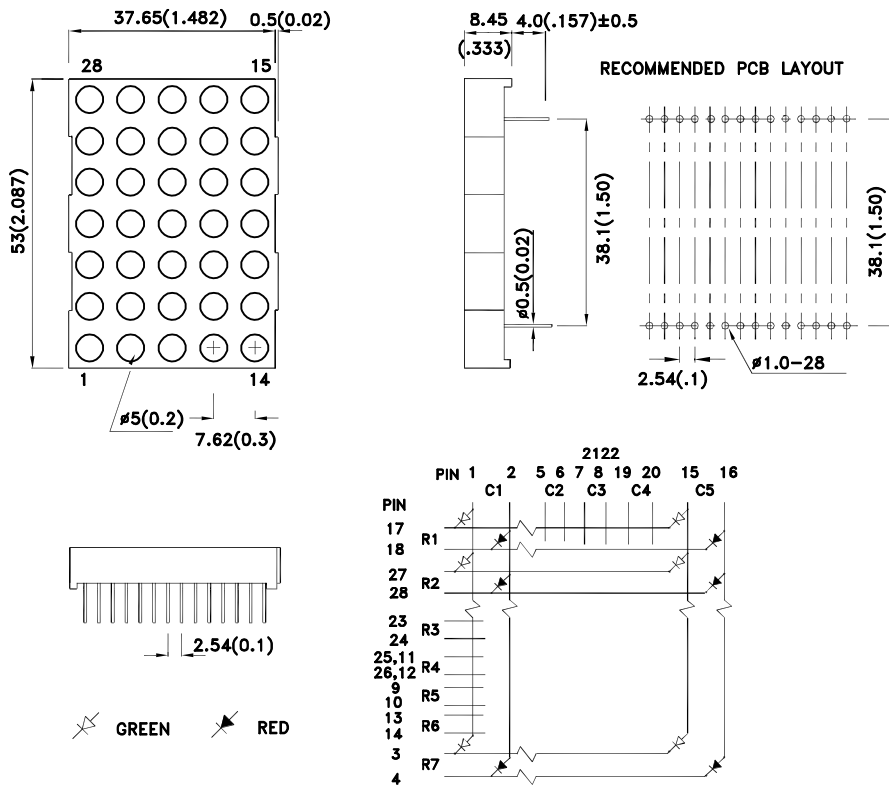 37.65(1.482) 0.5(0.02)
28 15
53(2.087)
1 14
ø5(0.2)
7.62(0.3)
8.45 4.0(.157)±0.5
(.333)
38.1(1.50)
ø0.5(0.02)
RECOMMENDED PCB LAYOUT
38.1(1.50)
ø1.0-28
2.54(.1)
2.54(0.1)
GREEN RED
2122
PIN 1 2 5 6 7 8 19 20 15 16
C1 C2 C3 C4 C5
PIN
17
R1
18
27
R2
28
23
R3
24
25,11
R4
26,12
9
R5
10
13
R6
14
3
R7
4